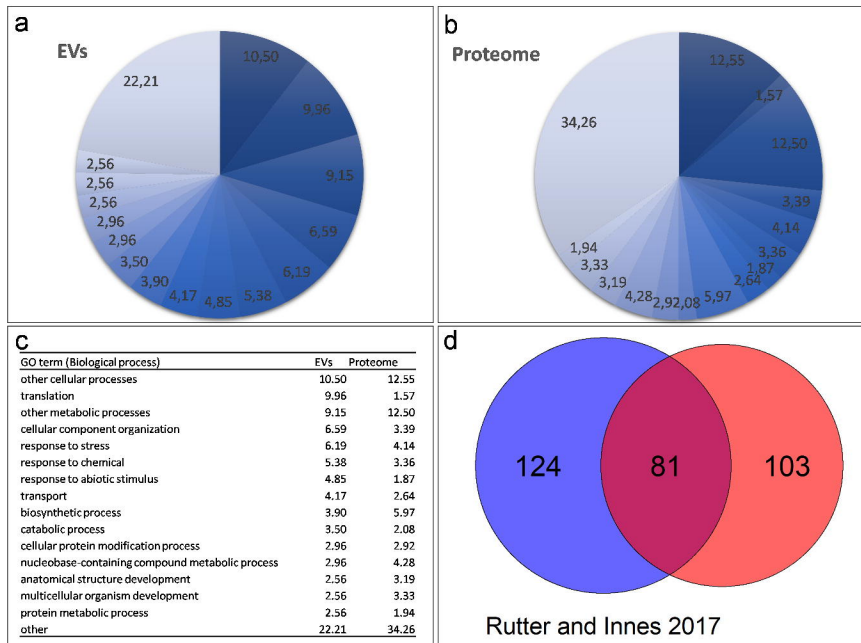 a
EVs
10,50
9,96
9,15
6,59
6,19
5,38
4,85
4,17
3,90
3,50
2,96
2,96
2,56
2,56
2,56
22,21
b
Proteome
12,55
1,57
12,50
3,39
4,14
3,36
1,87
2,64
5,97
2,08
2,92
4,28
3,19
3,33
1,94
34,26
c
GO term (Biological process) EVs Proteome
other cellular processes 10.50 12.55
translation 9.96 1.57
other metabolic processes 9.15 12.50
cellular component organization 6.59 3.39
response to stress 6.19 4.14
response to chemical 5.38 3.36
response to abiotic stimulus 4.85 1.87
transport 4.17 2.64
biosynthetic process 3.90 5.97
catabolic process 3.50 2.08
cellular protein modification process 2.96 2.92
nucleobase-containing compound metabolic process 2.96 4.28
anatomical structure development 2.56 3.19
multicellular organism development 2.56 3.33
protein metabolic process 2.56 1.94
other 22.21 34.26
d
124 81 103
Rutter and Innes 2017